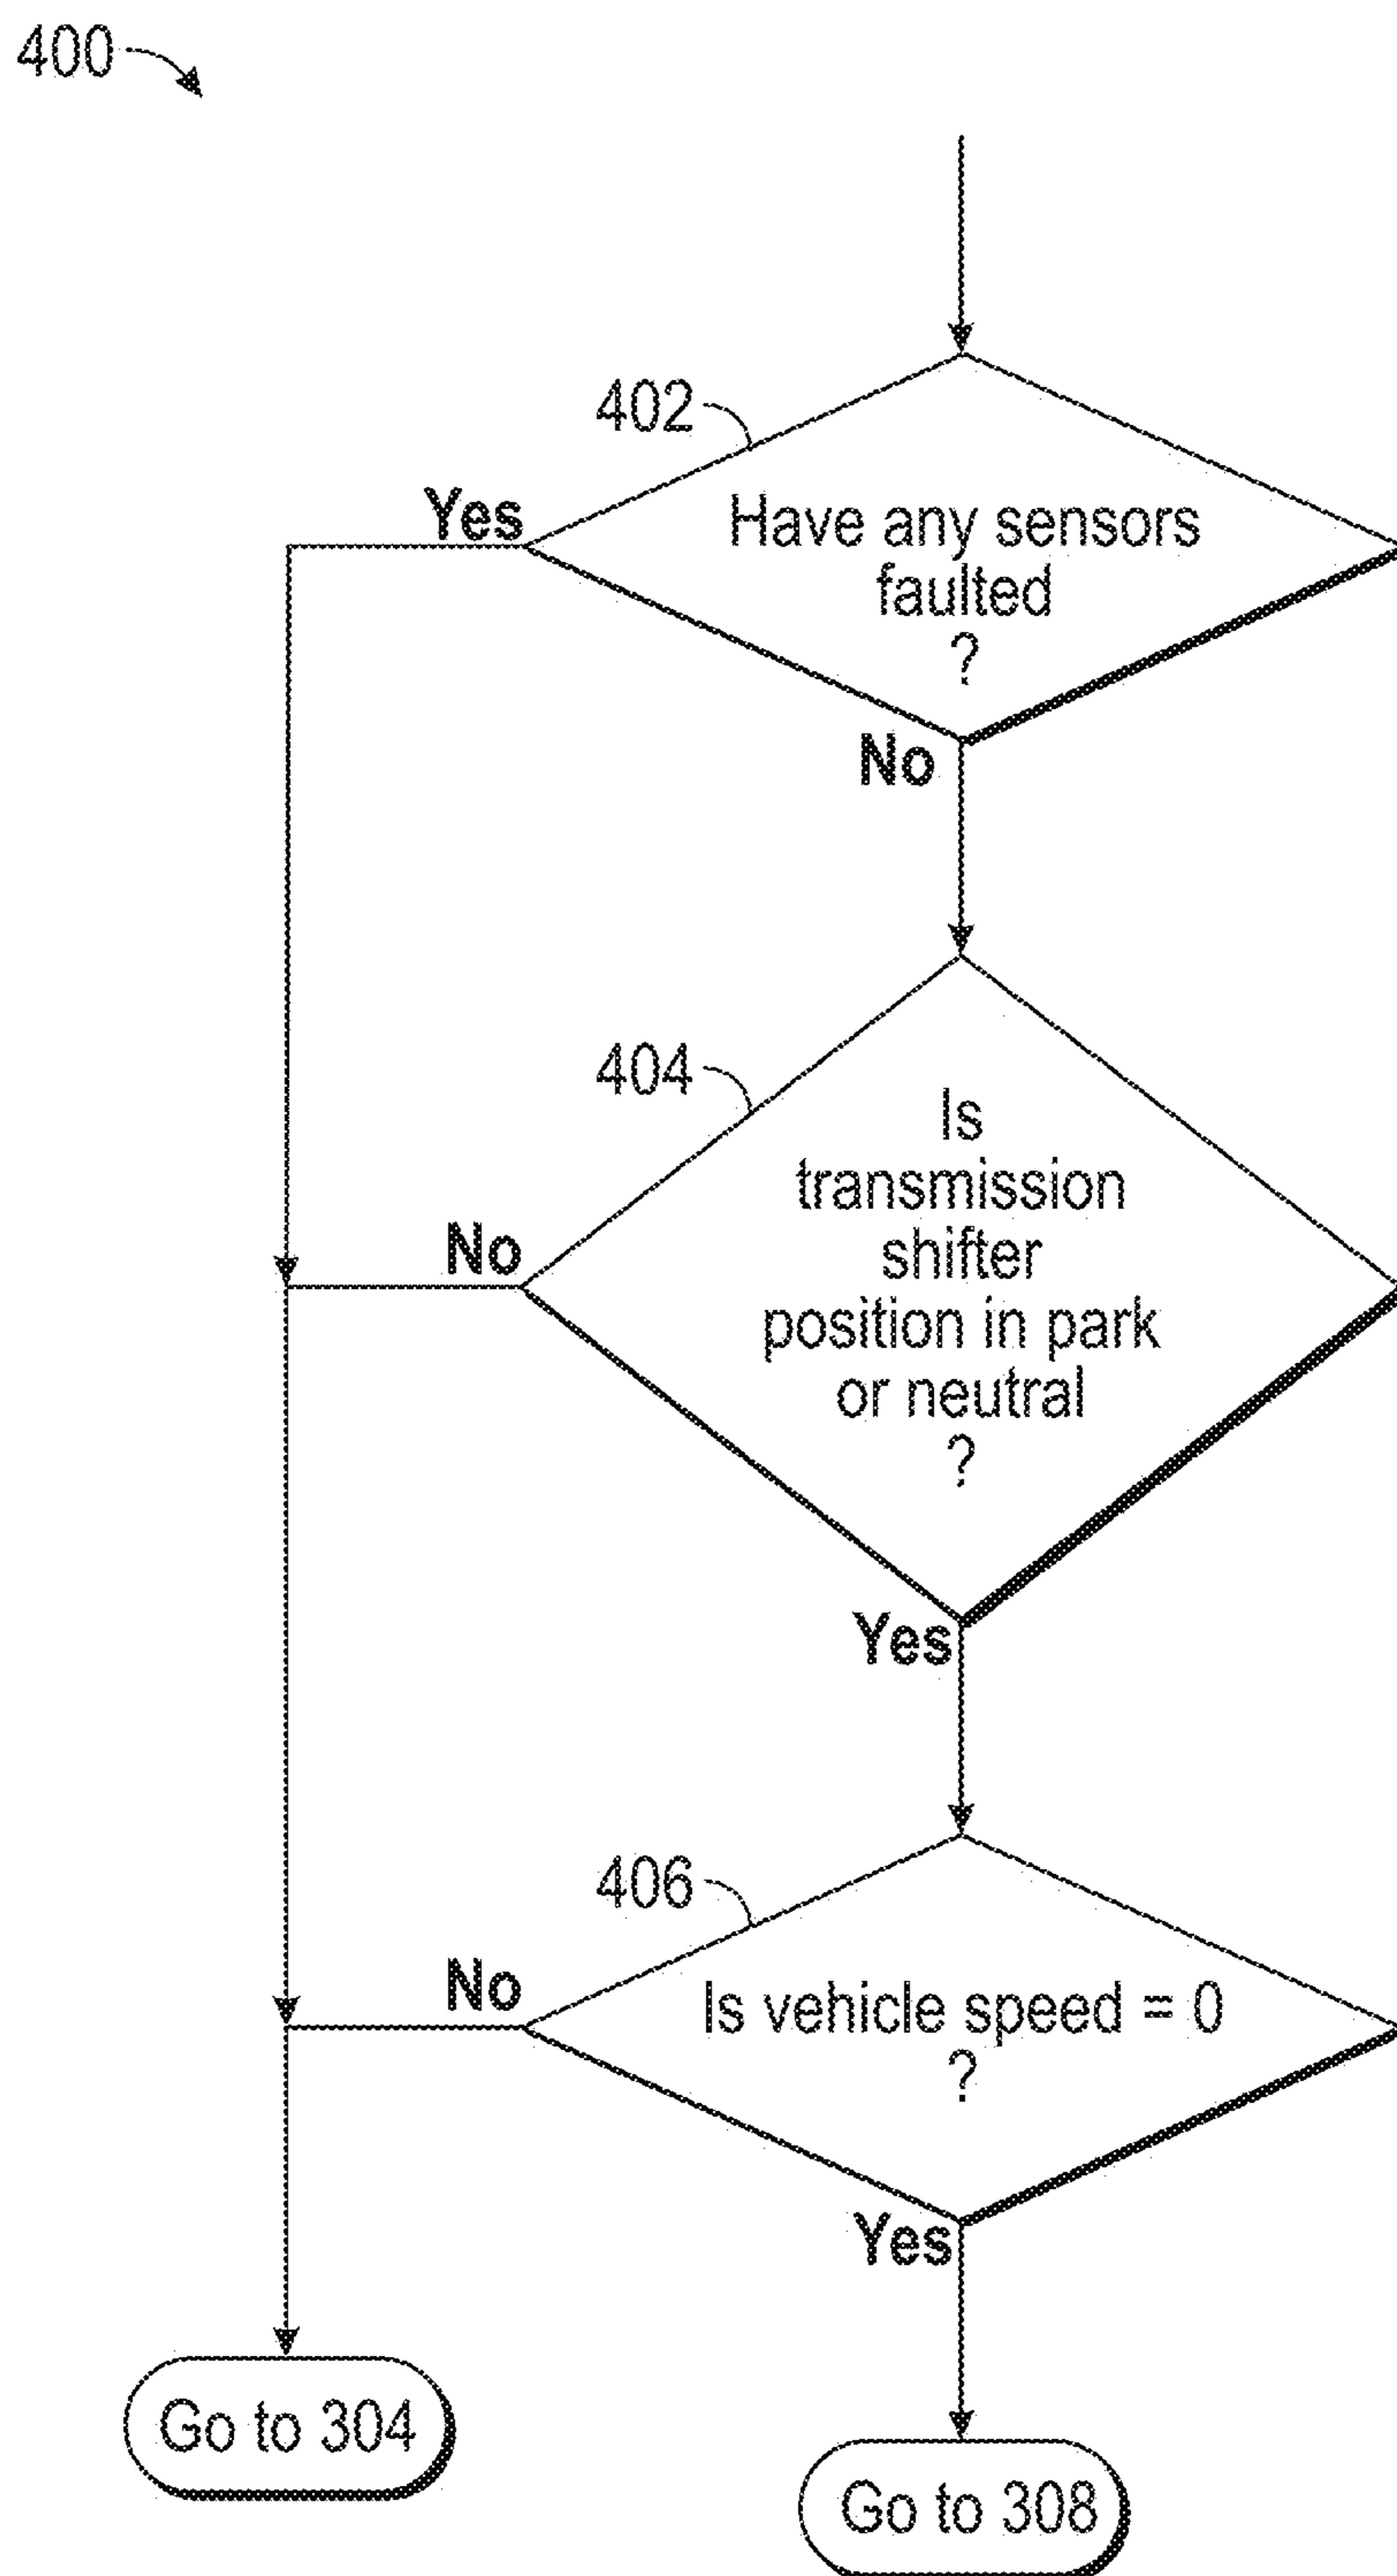 400
402
Yes
Have any sensors
faulted
?
No
404
Is
transmission
shifter
position in park
or neutral
?
No
Yes
406
No
Is vehicle speed = 0
?
Yes
Go to 304
Go to 308